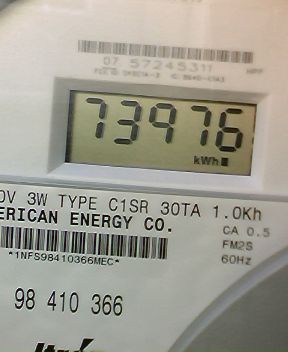 07 57245311
73976
kWh
0V 3W TYPE C1SR 30TA 1.0Kh
ERICAN ENERGY CO.
CA 0.5
FM2S
60Hz
*1NFS98410366MEC*
98 410 366